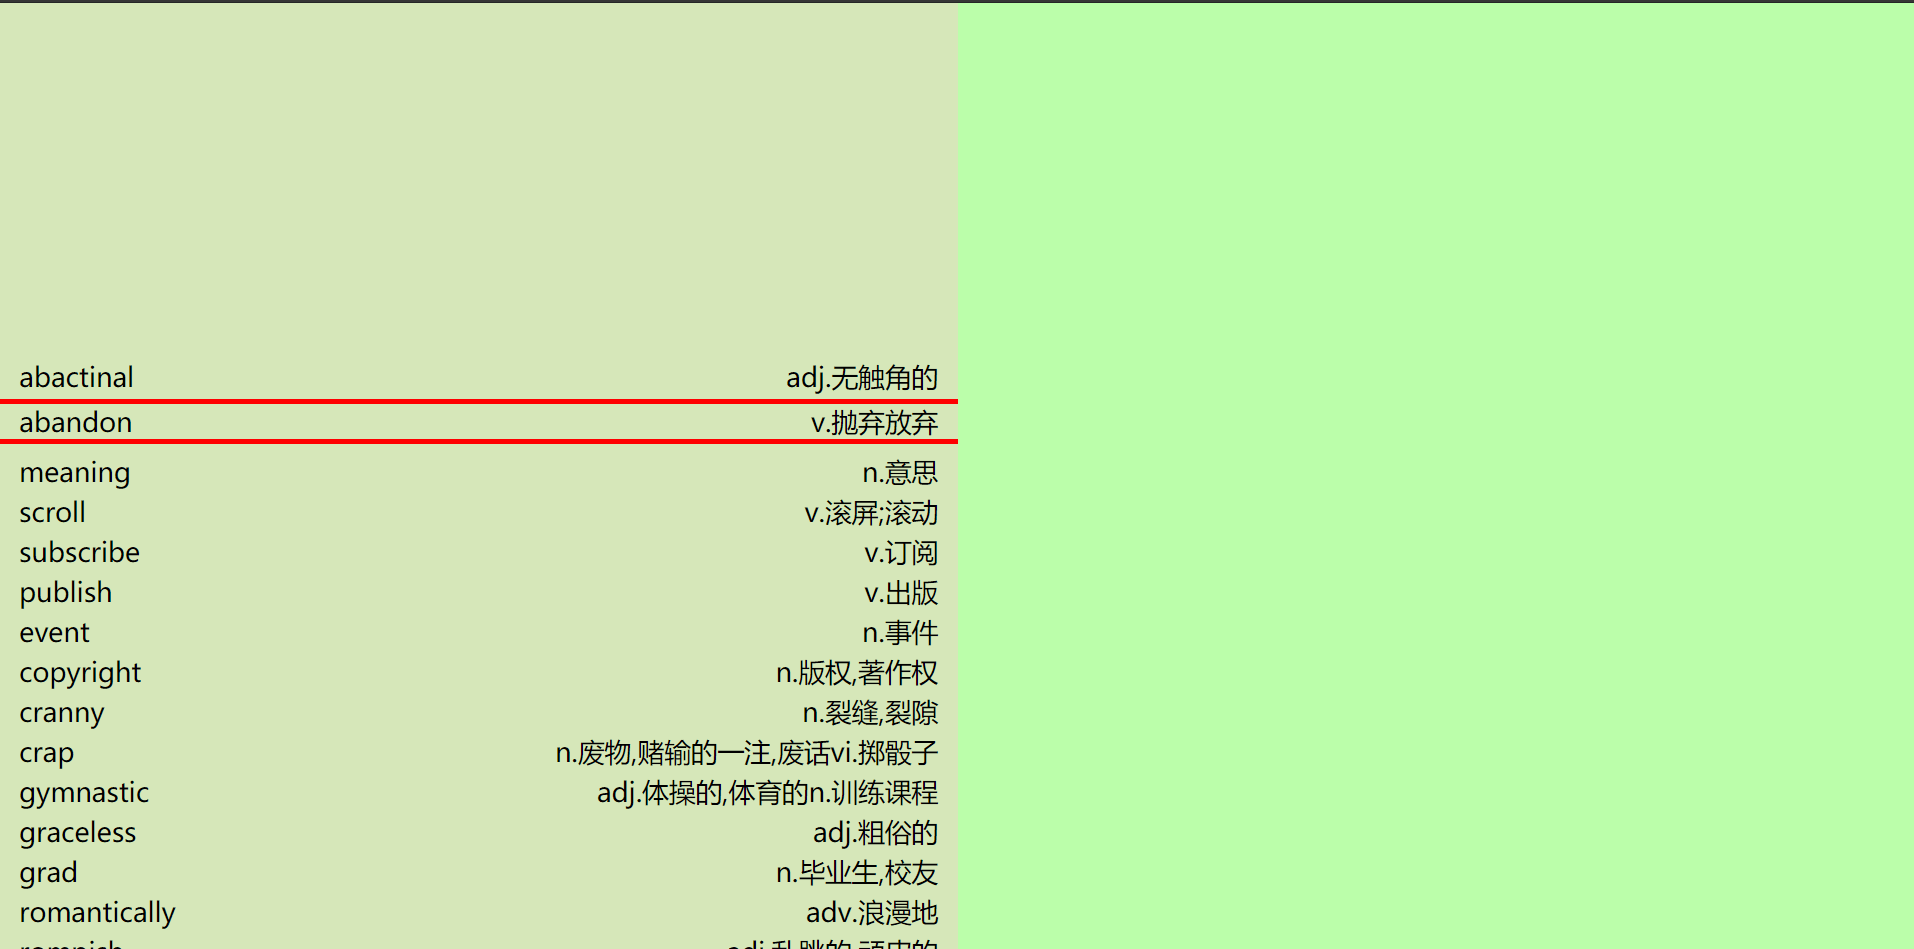 abactinal adj.无触角的
abandon v.抛弃放弃
meaning n.意思
scroll v.滚屏;滚动
subscribe v.订阅
publish v.出版
event n.事件
copyright n.版权,著作权
cranny n.裂缝,裂隙
crap n.废物,赌输的一注,废话vi.掷骰子
gymnastic adj.体操的,体育的n.训练课程
graceless adj.粗俗的
grad n.毕业生,校友
romantically adv.浪漫地